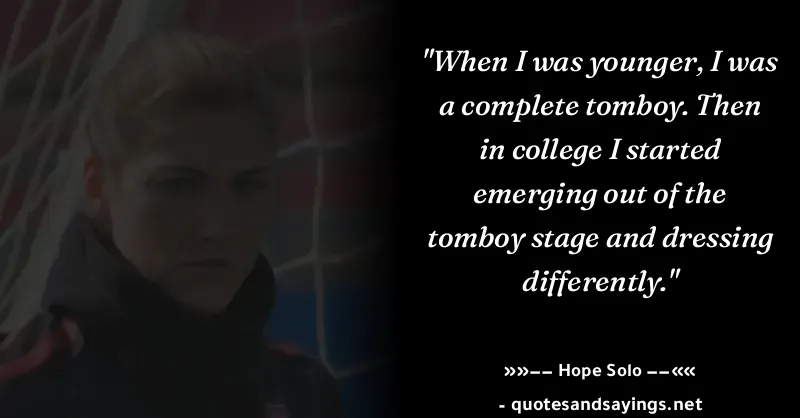 "When I was younger, I was
a complete tomboy. Then
in college I started
emerging out of the
tomboy stage and dressing
differently."
»»−− Hope Solo −−««
- quotesandsayings.net